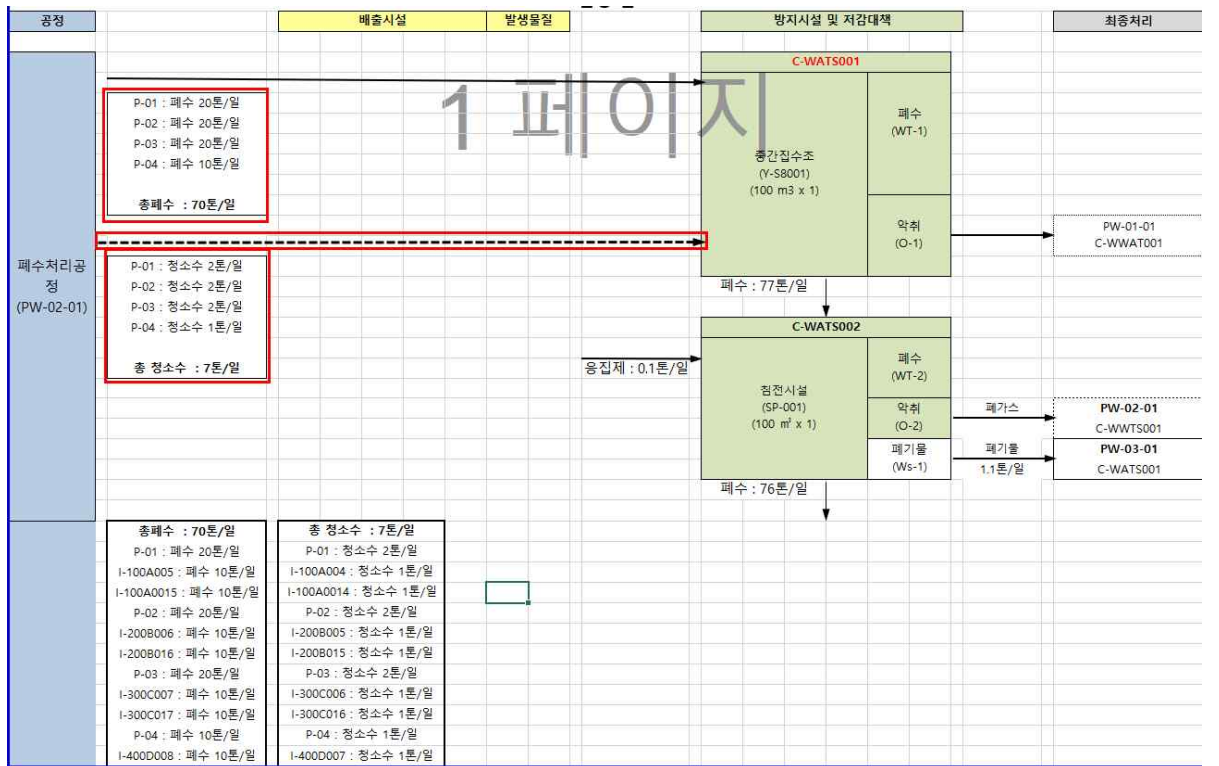 공정
배출시설
발생물질
방지시설 및 저감대책
최종처리
1 페이지
폐수처리공
정
(PW-02-01)
P-01 : 폐수 20톤/일
P-02 : 폐수 20톤/일
P-03 : 폐수 20톤/일
P-04 : 폐수 10톤/일
총폐수 : 70톤/일
P-01 : 청소수 2톤/일
P-02 : 청소수 2톤/일
P-03 : 청소수 2톤/일
P-04 : 청소수 1톤/일
총 청소수 : 7톤/일
C-WATS001
중간집수조
(Y-S8001)
(100 m3 x 1)
폐수
(WT-1)
악취
(O-1)
PW-01-01
C-WWAT001
폐수 : 77톤/일
응집제 : 0.1톤/일
C-WATS002
침전시설
(SP-001)
(100 ㎥ x 1)
폐수
(WT-2)
악취
(O-2)
폐기물
(Ws-1)
폐가스
PW-02-01
C-WWTS001
폐기물
1.1톤/일
PW-03-01
C-WATS001
폐수 : 76톤/일
총폐수 : 70톤/일
P-01 : 폐수 20톤/일
I-100A005 : 폐수 10톤/일
I-100A0015 : 폐수 10톤/일
P-02 : 폐수 20톤/일
I-200B006 : 폐수 10톤/일
I-200B016 : 폐수 10톤/일
P-03 : 폐수 20톤/일
I-300C007 : 폐수 10톤/일
I-300C017 : 폐수 10톤/일
P-04 : 폐수 10톤/일
I-400D008 : 폐수 10톤/일
총 청소수 : 7톤/일
P-01 : 청소수 2톤/일
I-100A004 : 청소수 1톤/일
I-100A0014 : 청소수 1톤/일
P-02 : 청소수 2톤/일
I-200B005 : 청소수 1톤/일
I-200B015 : 청소수 1톤/일
P-03 : 청소수 2톤/일
I-300C006 : 청소수 1톤/일
I-300C016 : 청소수 1톤/일
P-04 : 청소수 1톤/일
I-400D007 : 청소수 1톤/일